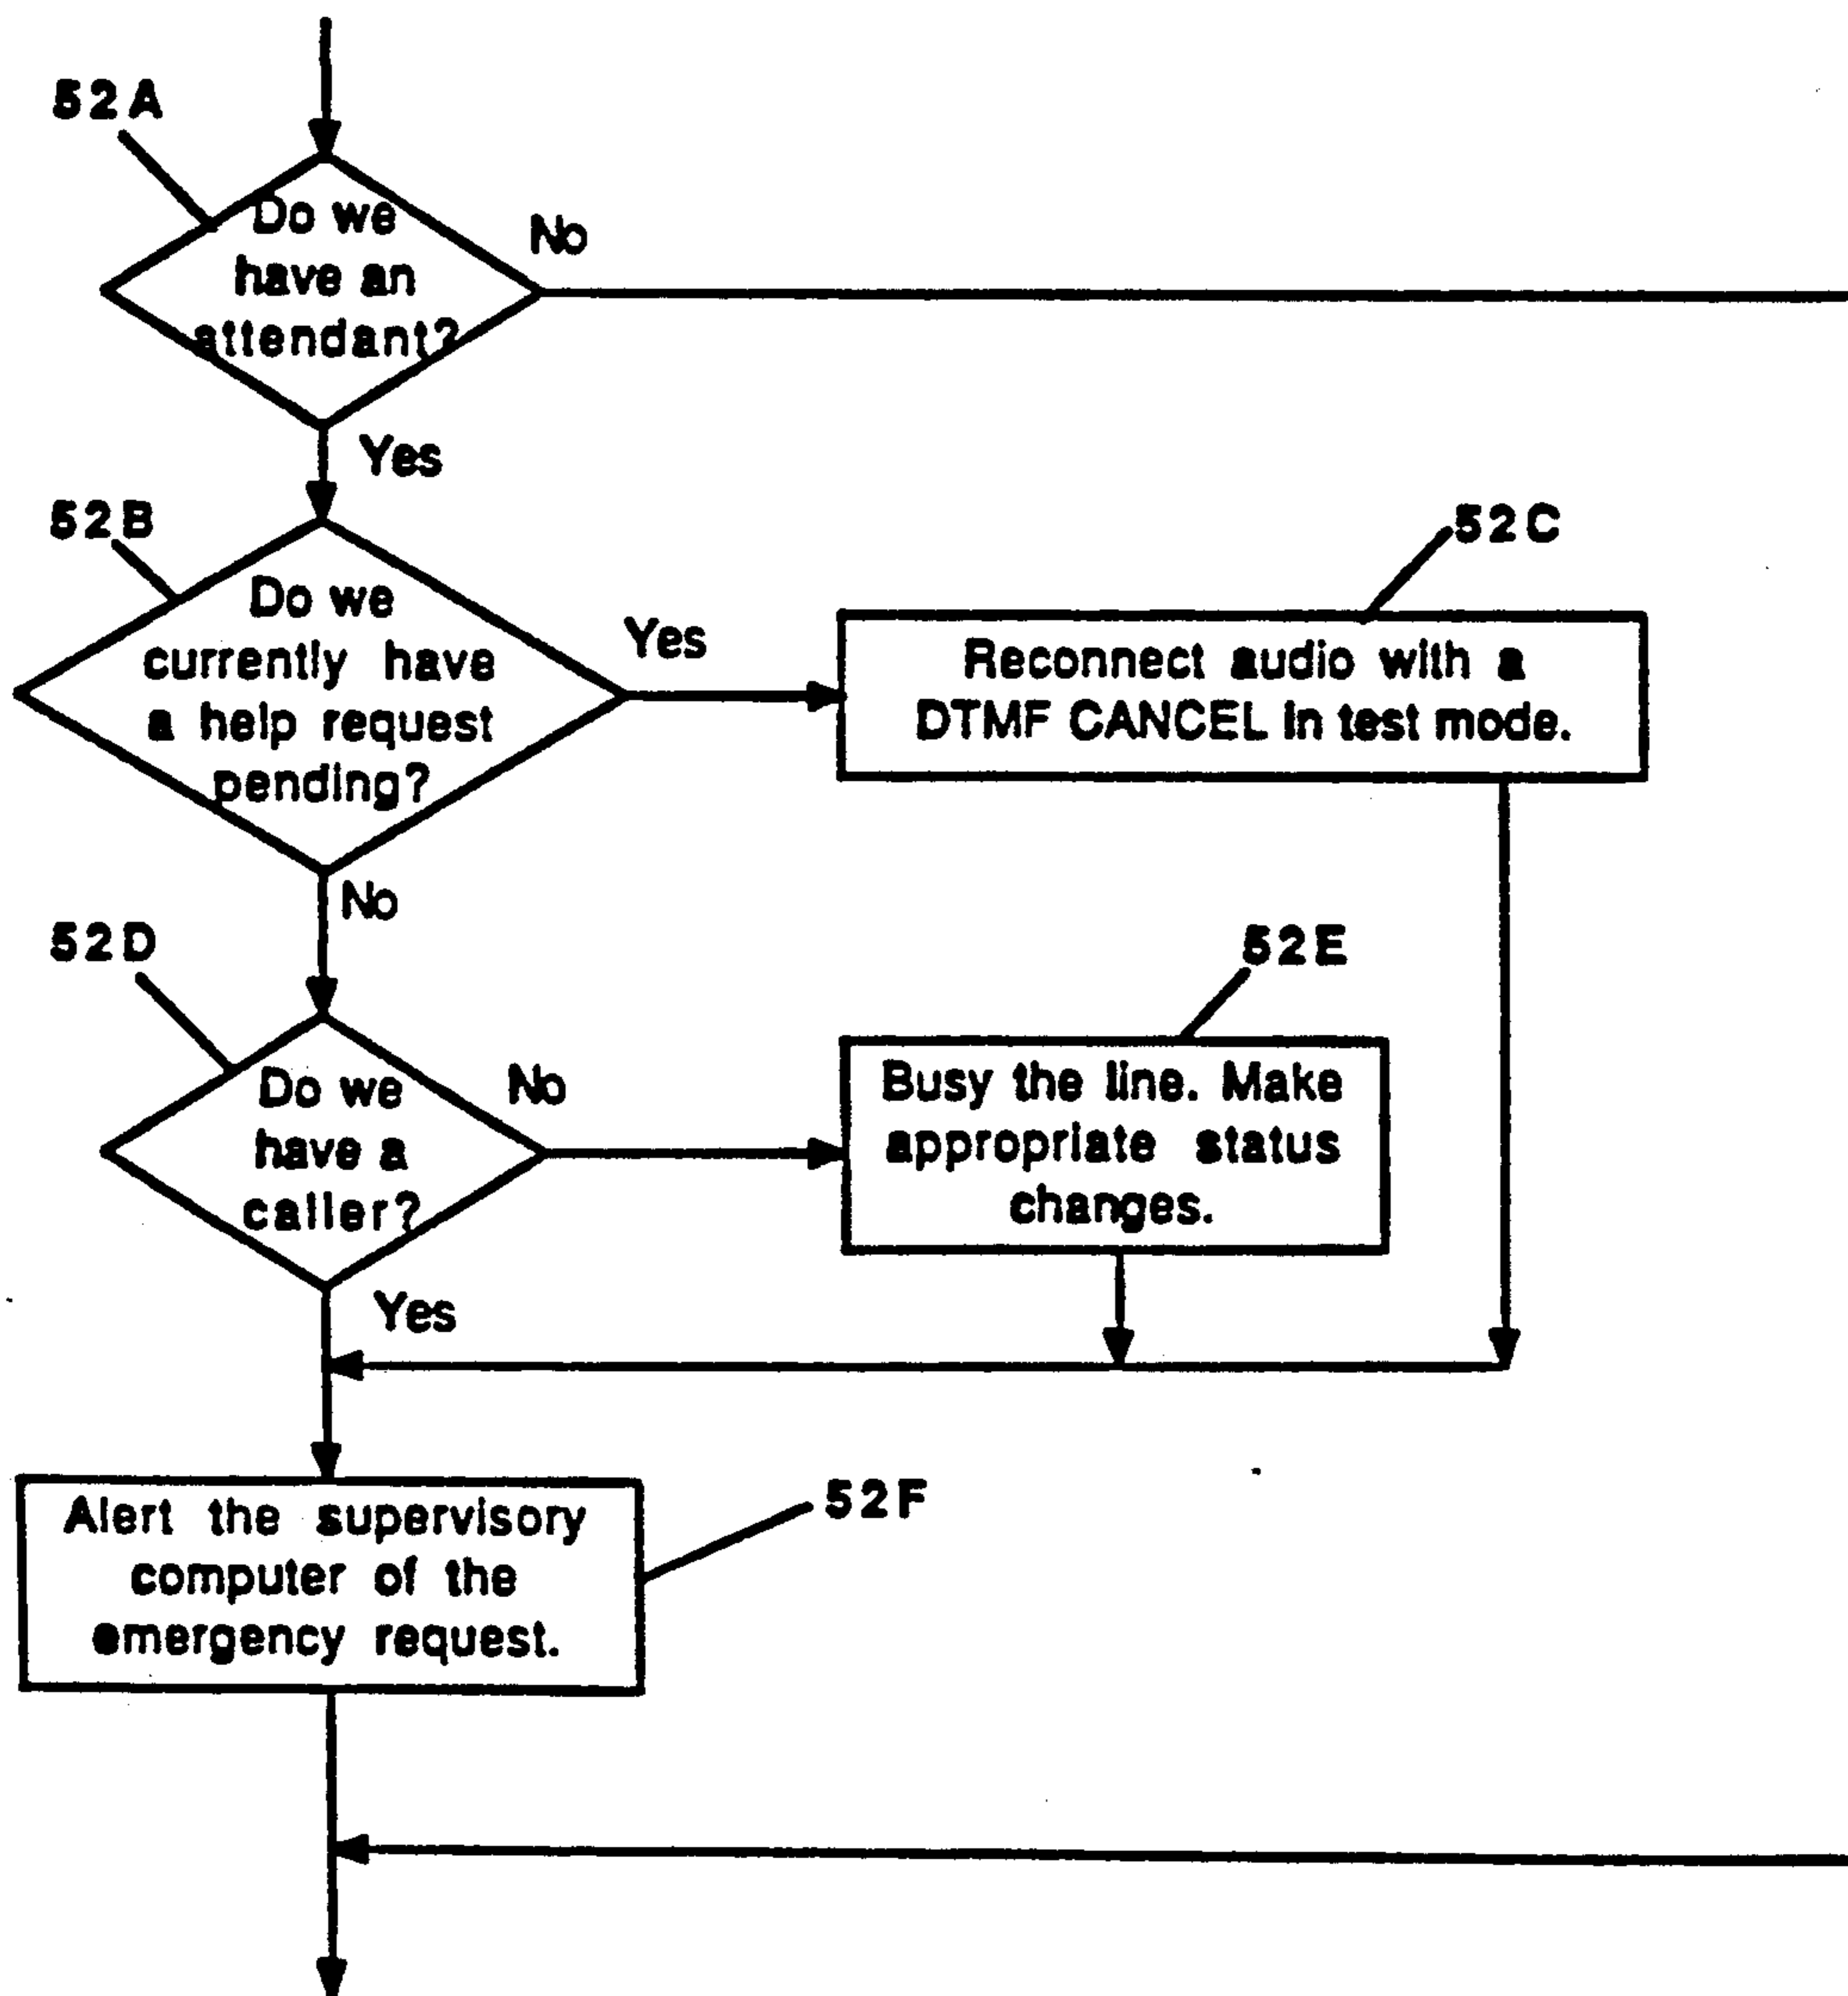 52A
Do we
have an
attendant?
No
Yes
52B
Do we
currently have
a help request
pending?
Yes
52C
Reconnect audio with a
DTMF CANCEL in test mode.
No
52D
Do we
have a
caller?
No
52E
Busy the line. Make
appropriate status
changes.
Yes
Alert the supervisory
computer of the
emergency request.
52F